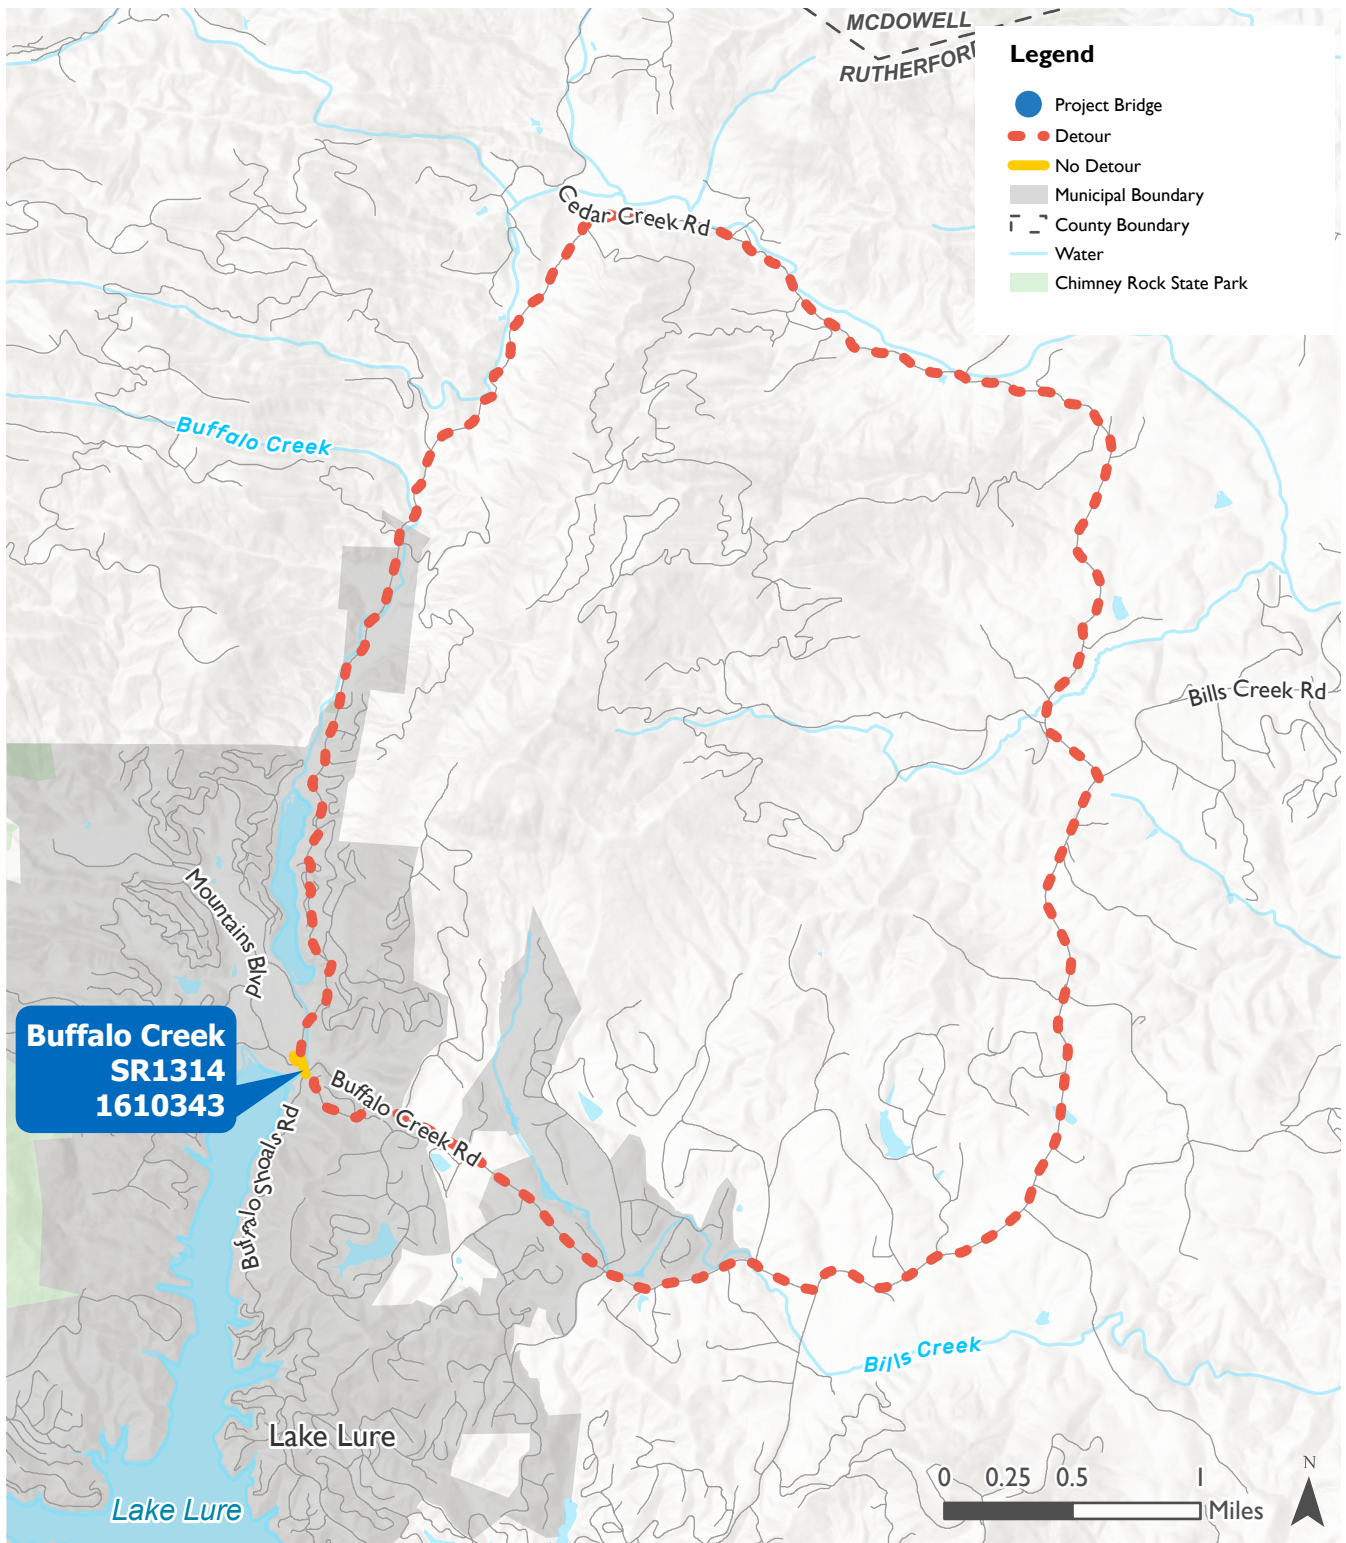 MCDOWELL
RUTHERFOR
Legend
Project Bridge
Detour
No Detour
Municipal Boundary
County Boundary
Water
Chimney Rock State Park
Cedar Creek Rd
Buffalo Creek
Bills Creek Rd
Mountains Blvd
Buffalo Creek
SR1314
1610343
Buffalo Creek Rd
Buffalo Shoals Rd
Bills Creek
Lake Lure
Lake Lure
0 0.25 0.5 1
Miles
N